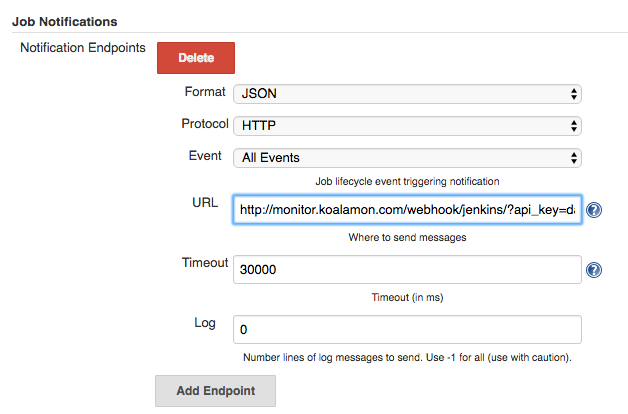 Job Notifications
Notification Endpoints
Delete
Format JSON
Protocol HTTP
Event All Events
Job lifecycle event triggering notification
URL http://monitor.koalamon.com/webhook/jenkins/?api_key=d
Where to send messages
Timeout 30000
Timeout (in ms)
Log 0
Number lines of log messages to send. Use -1 for all (use with caution).
Add Endpoint